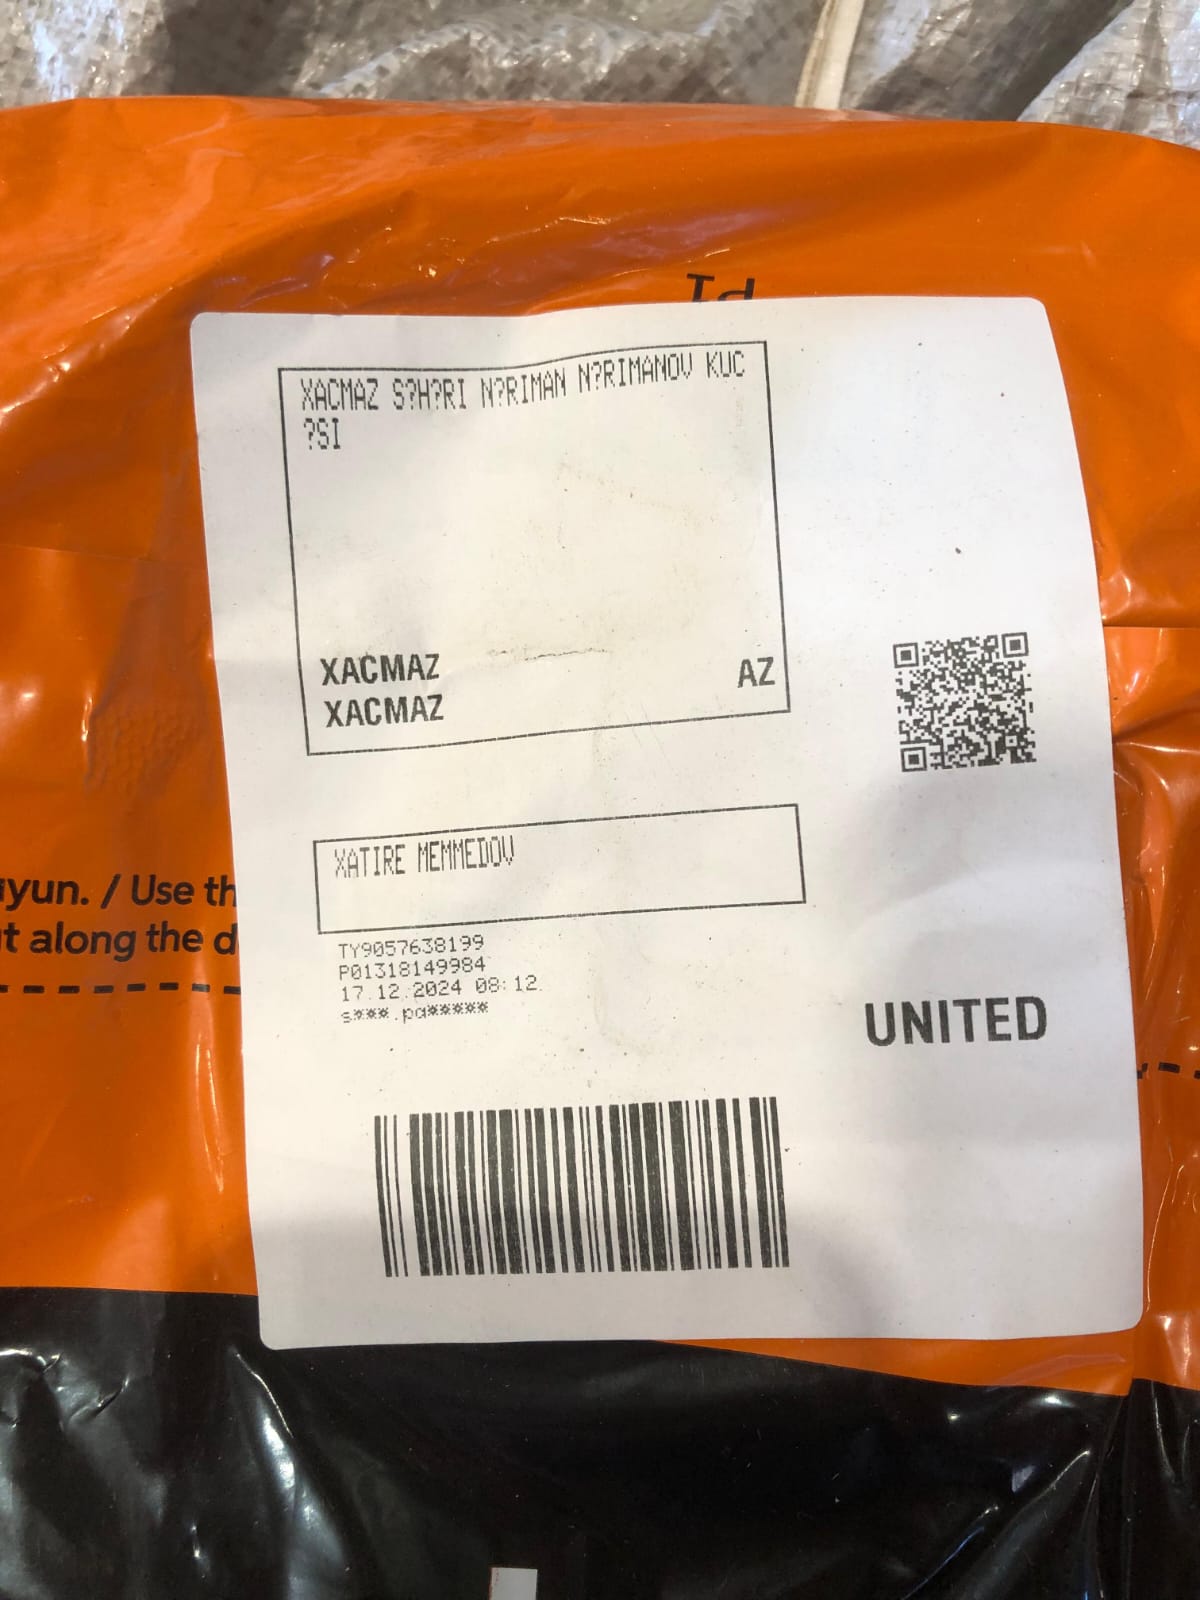 XACMAZ S?H?RI N?RIMAN N?RIMANOV KUC
?SI
XACMAZ
XACMAZ
AZ
XATIRE MEMMEDOV
TY9057638199
P01318149984
17.12.2024 08:12
s***.pa*****
UNITED
ayun. / Use th
t along the d